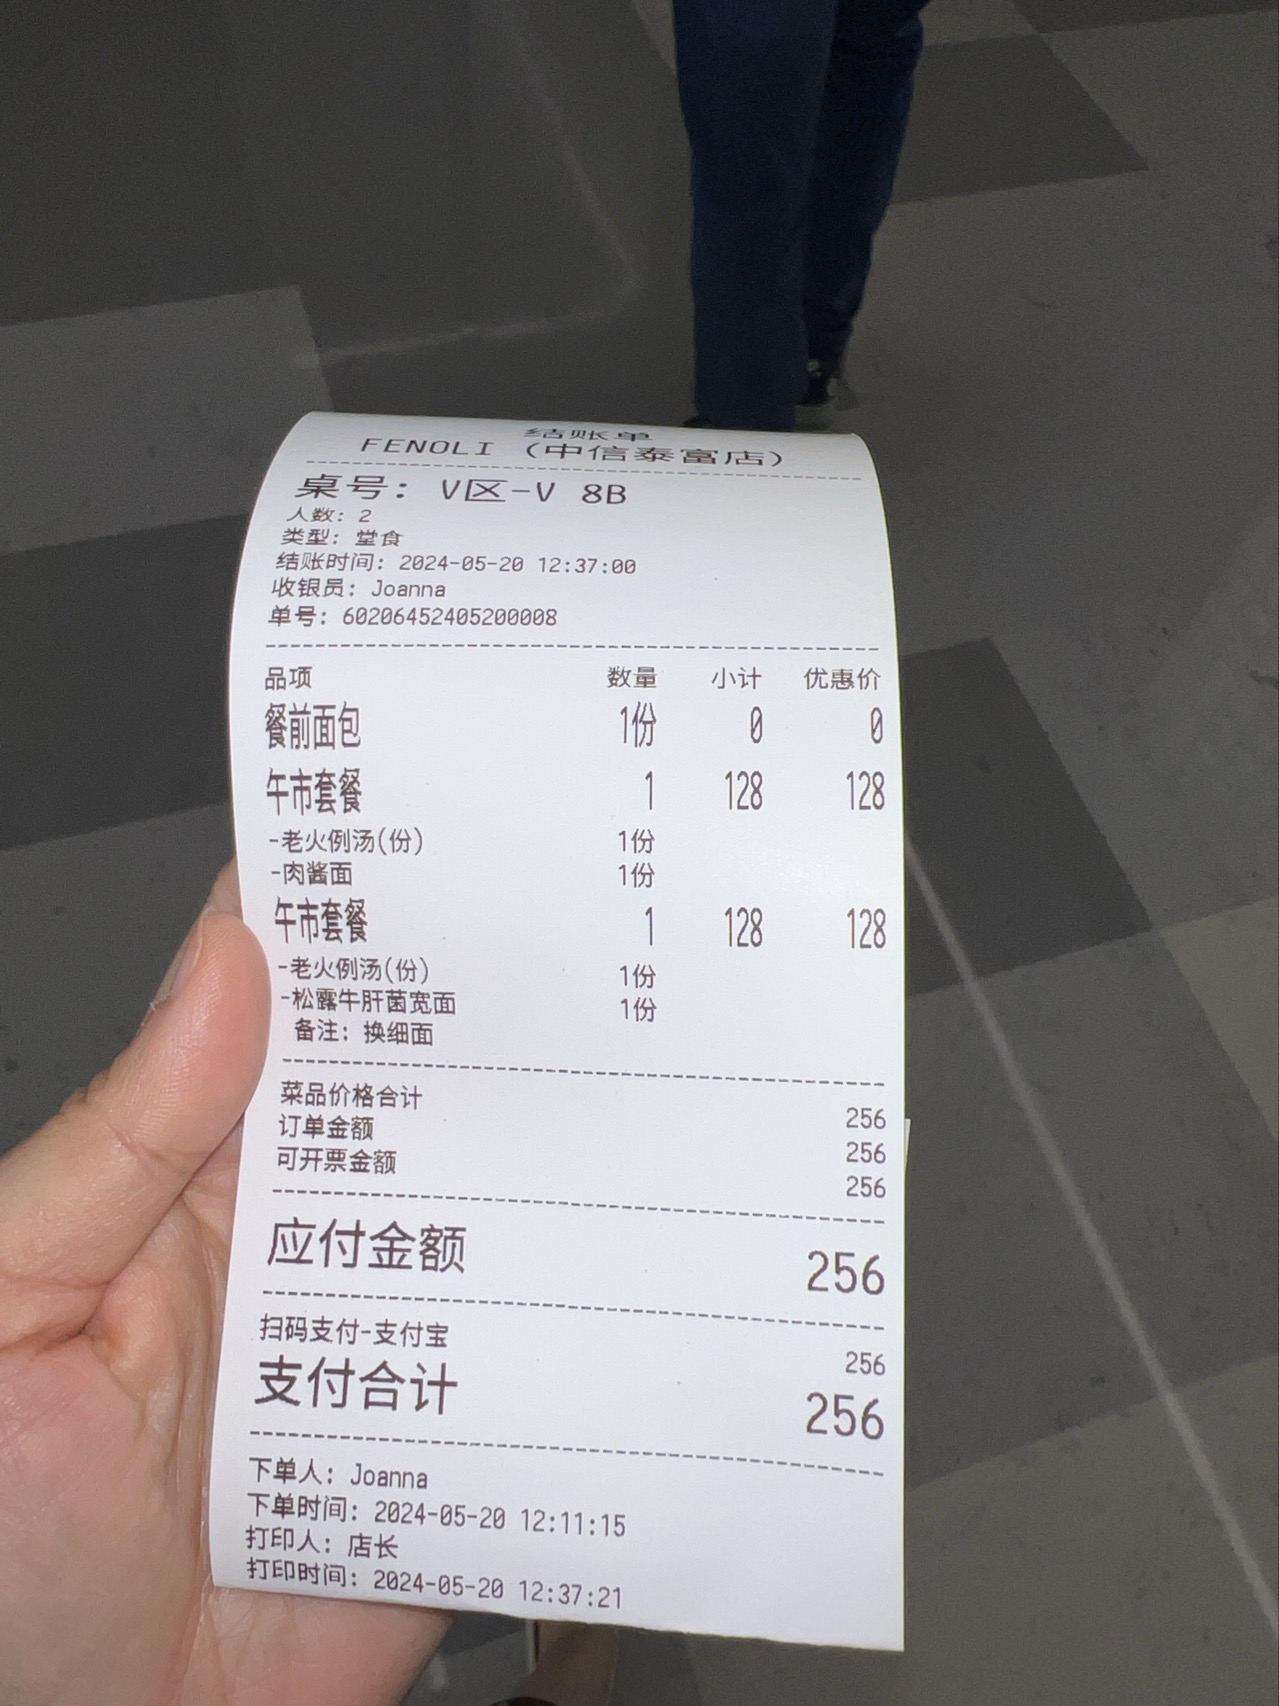 结账单
FENOLI (中信泰富店)
桌号: V区-V 8B
人数: 2
类型: 堂食
结账时间: 2024-05-20 12:37:00
收银员: Joanna
单号: 602064524052000​08
品项 数量 小计 优惠价
餐前面包 1份 0 0
午市套餐 1 128 128
-老火例汤(份) 1份
-肉酱面 1份
午市套餐 1 128 128
-老火例汤(份) 1份
-松露牛肝菌宽面 1份
备注: 换细面
菜品价格合计 256
订单金额 256
可开票金额 256
应付金额 256
扫码支付-支付宝 256
支付合计 256
下单人: Joanna
下单时间: 2024-05-20 12:11:15
打印人: 店长
打印时间: 2024-05-20 12:37:21